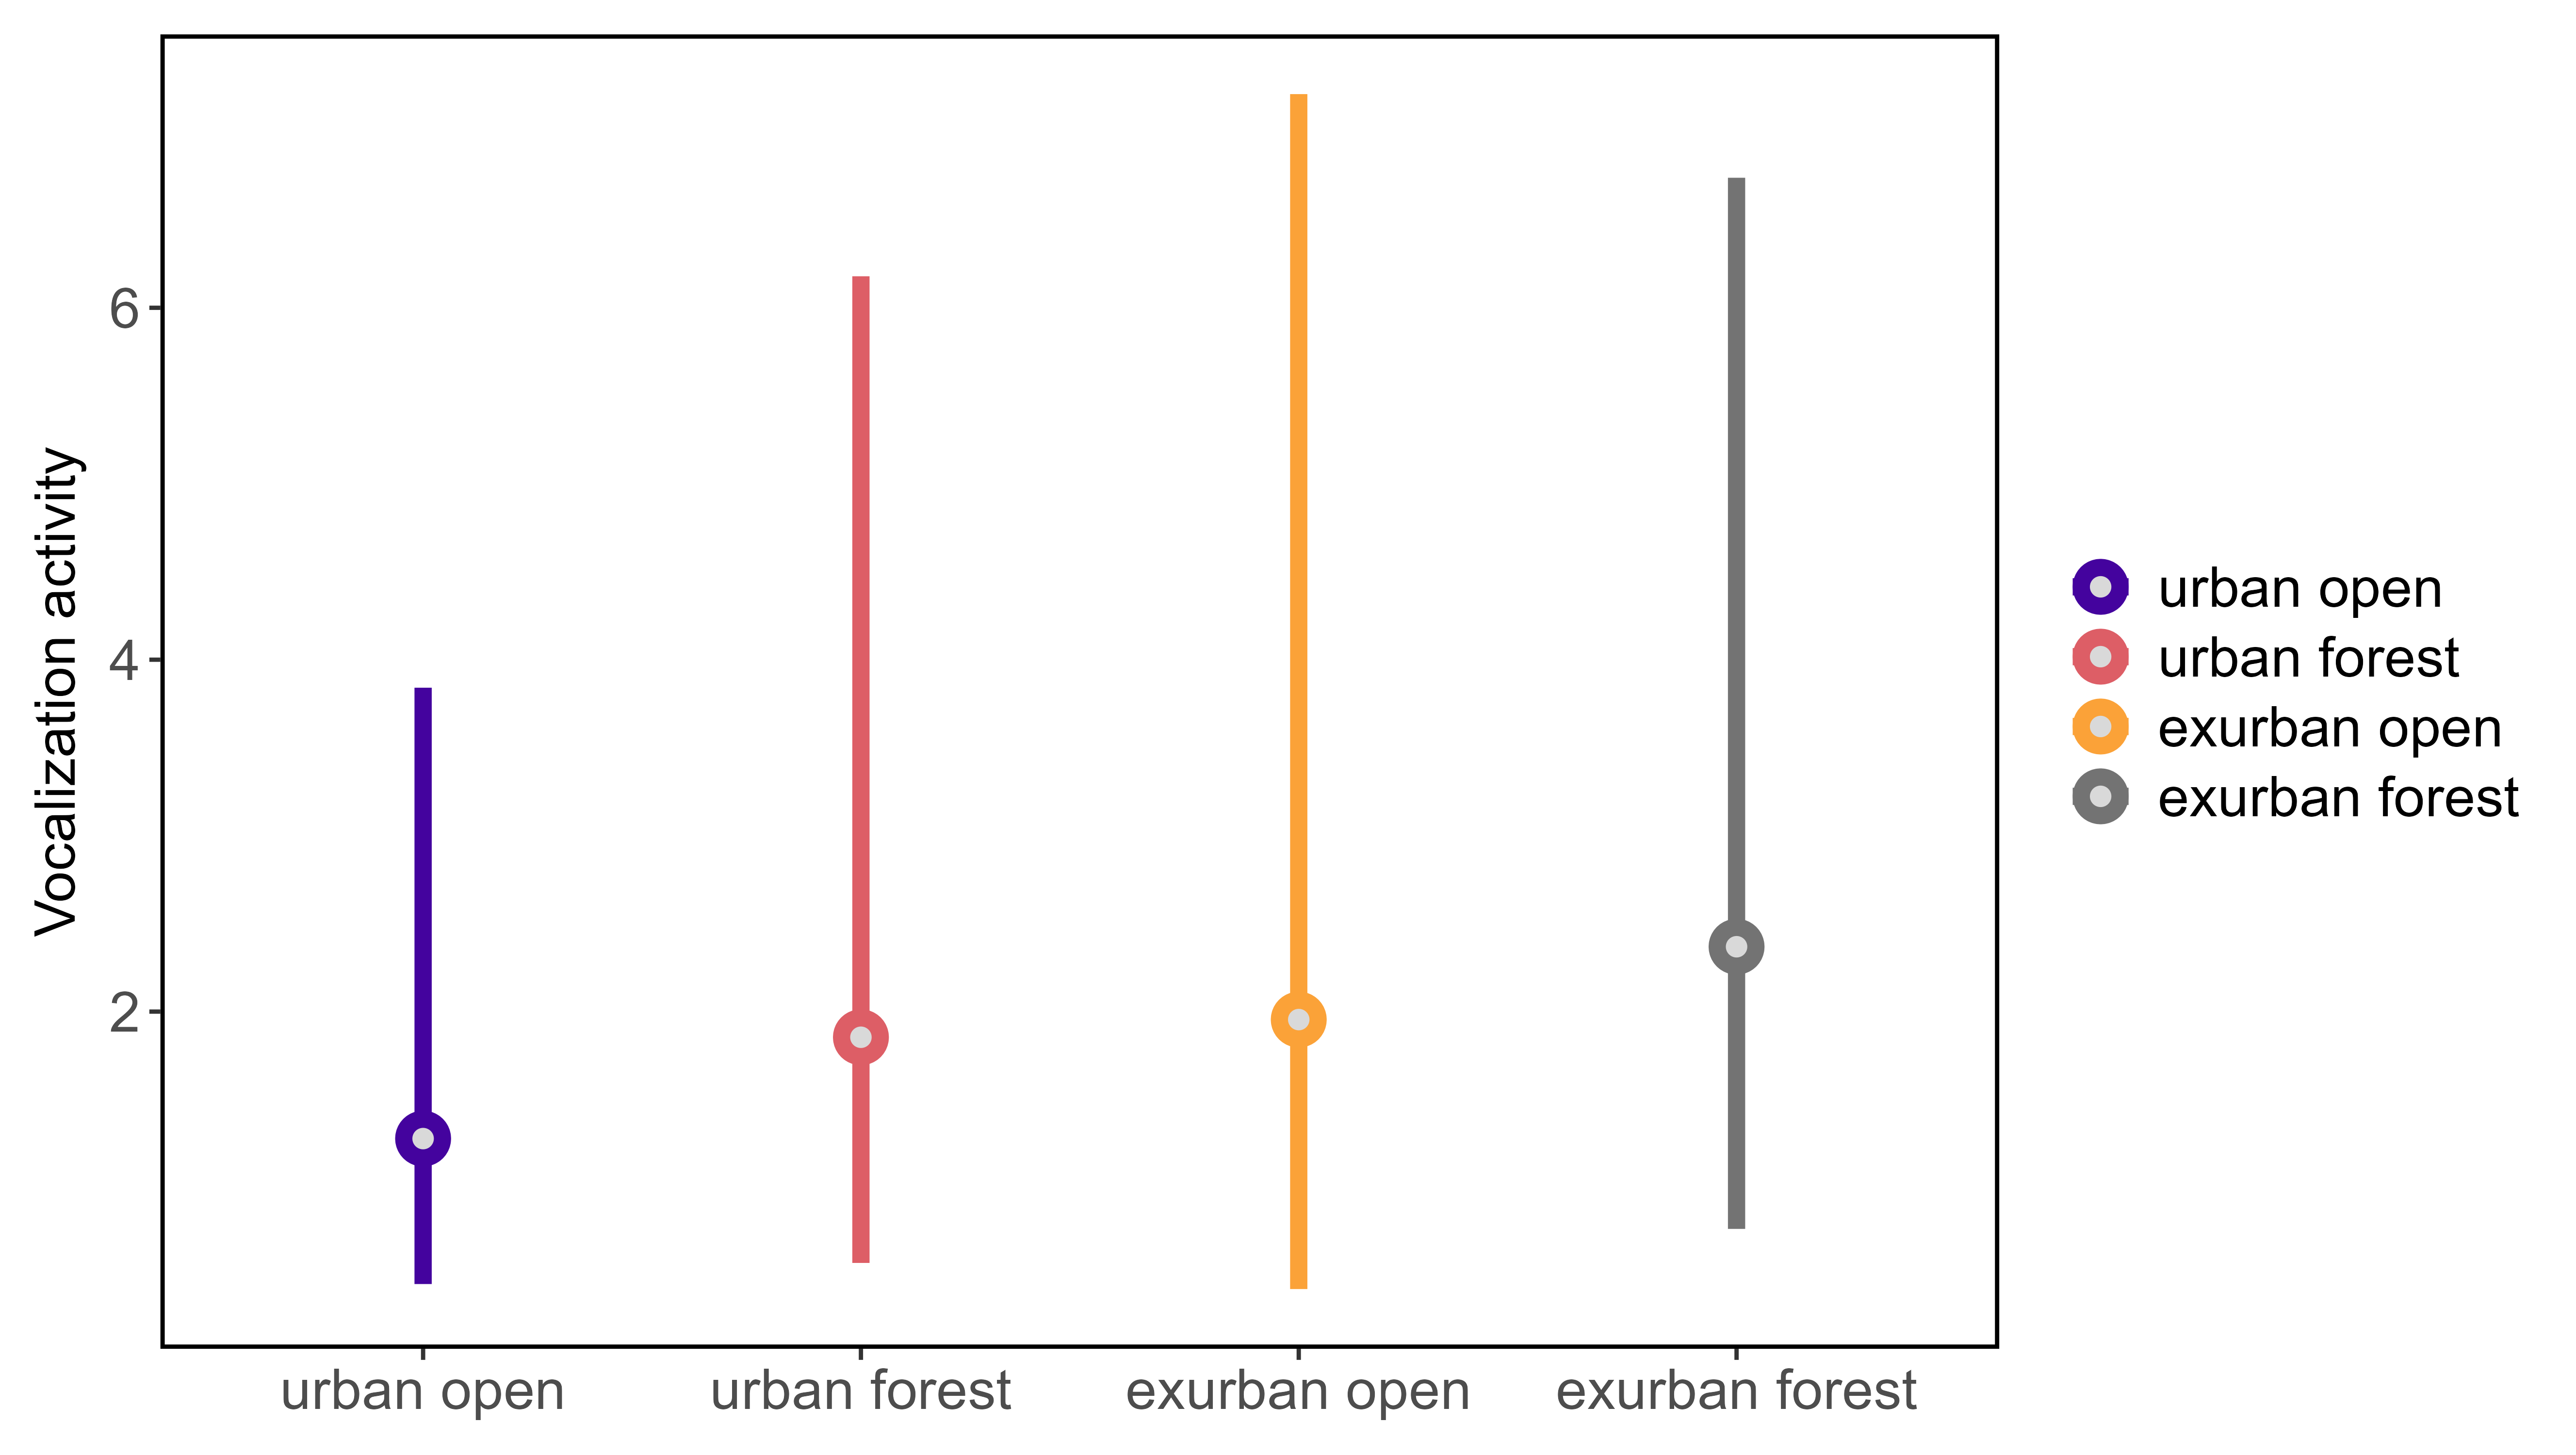 Vocalization activity
6
4
2
urban open
urban forest
exurban open
exurban forest
urban open
urban forest
exurban open
exurban forest